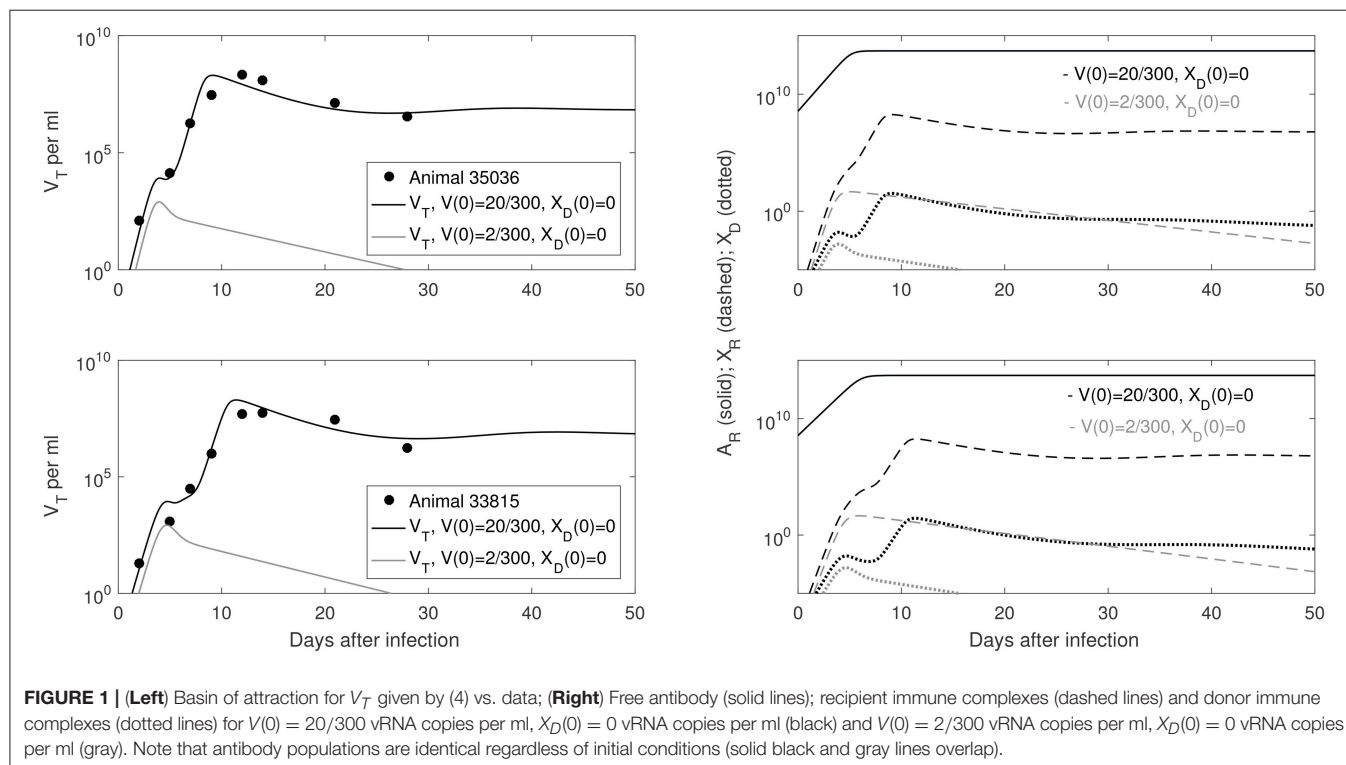 V_T per ml
10^10
10^5
10^0
0 10 20 30 40 50
Animal 35036
V_T, V(0)=20/300, X_D(0)=0
V_T, V(0)=2/300, X_D(0)=0
V_T per ml
10^10
10^5
10^0
0 10 20 30 40 50
Days after infection
Animal 33815
V_T, V(0)=20/300, X_D(0)=0
V_T, V(0)=2/300, X_D(0)=0
A_R (solid); X_R (dashed); X_D (dotted)
10^10
10^0
0 10 20 30 40 50
- V(0)=20/300, X_D(0)=0
- V(0)=2/300, X_D(0)=0
10^10
10^0
0 10 20 30 40 50
Days after infection
- V(0)=20/300, X_D(0)=0
- V(0)=2/300, X_D(0)=0
FIGURE 1 | (Left) Basin of attraction for V_T given by (4) vs. data; (Right) Free antibody (solid lines); recipient immune complexes (dashed lines) and donor immune
complexes (dotted lines) for V(0) = 20/300 vRNA copies per ml, X_D(0) = 0 vRNA copies per ml (black) and V(0) = 2/300 vRNA copies per ml, X_D(0) = 0 vRNA copies
per ml (gray). Note that antibody populations are identical regardless of initial conditions (solid black and gray lines overlap).